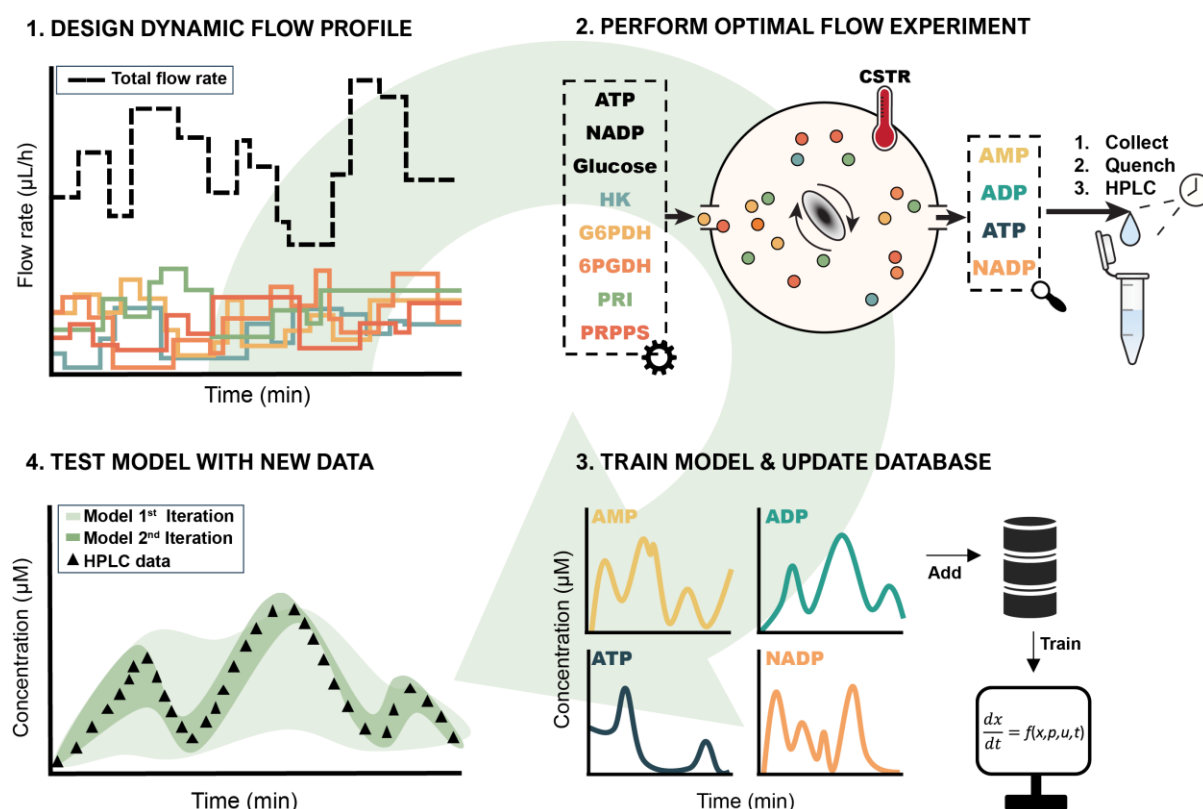 1. DESIGN DYNAMIC FLOW PROFILE
Total flow rate
Flow rate (µL/h)
Time (min)
2. PERFORM OPTIMAL FLOW EXPERIMENT
ATP
NADP
Glucose
HK
G6PDH
6PGDH
PRI
PRPPS
CSTR
AMP
ADP
ATP
NADP
1. Collect
2. Quench
3. HPLC
4. TEST MODEL WITH NEW DATA
Model 1st Iteration
Model 2nd Iteration
HPLC data
Concentration (µM)
Time (min)
3. TRAIN MODEL & UPDATE DATABASE
Concentration (µM)
AMP
ADP
ATP
NADP
Time (min)
Add
Train
dx/dt = f(x,p,u,t)